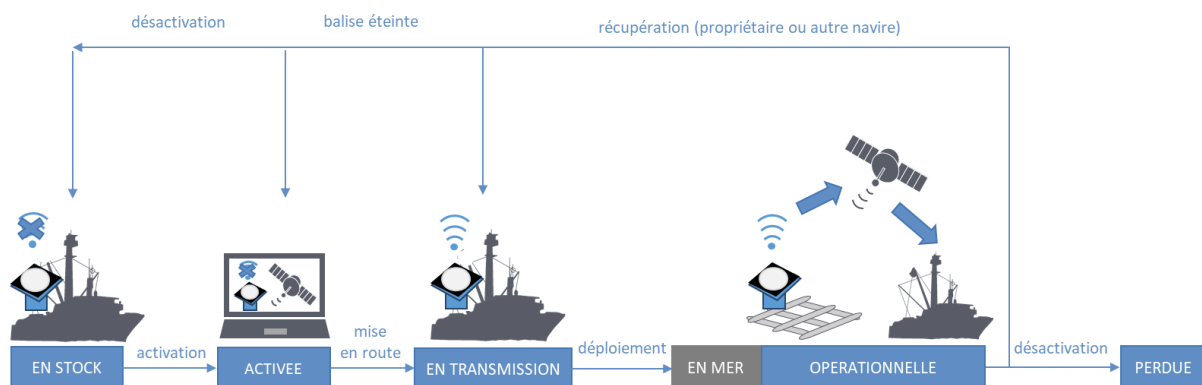 désactivation
balise éteinte
récupération (propriétaire ou autre navire)
EN STOCK
activation
ACTIVEE
mise
en route
EN TRANSMISSION
déploiement
EN MER
OPERATIONNELLE
désactivation
PERDUE